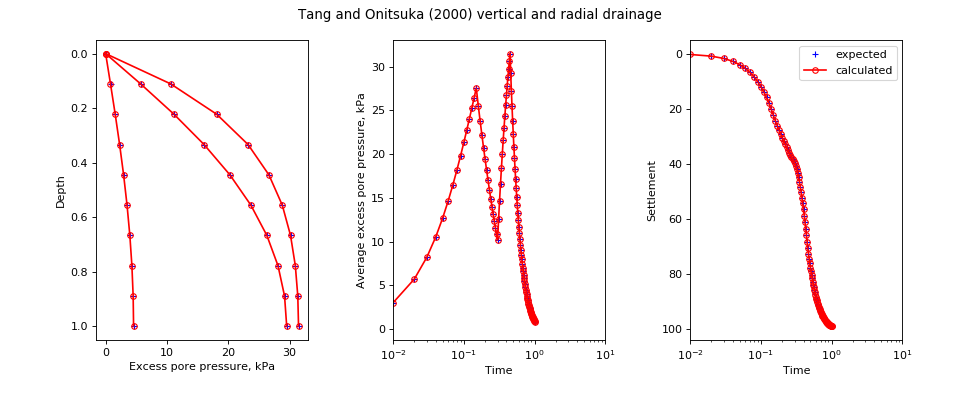 Tang and Onitsuka (2000) vertical and radial drainage
Depth
0.0
0.2
0.4
0.6
0.8
1.0
0 10 20 30
Excess pore pressure, kPa
Average excess pore pressure, kPa
30
25
20
15
10
5
0
10⁻² 10⁻¹ 10⁰ 10¹
Time
Settlement
0
20
40
60
80
100
10⁻² 10⁻¹ 10⁰ 10¹
Time
expected
calculated